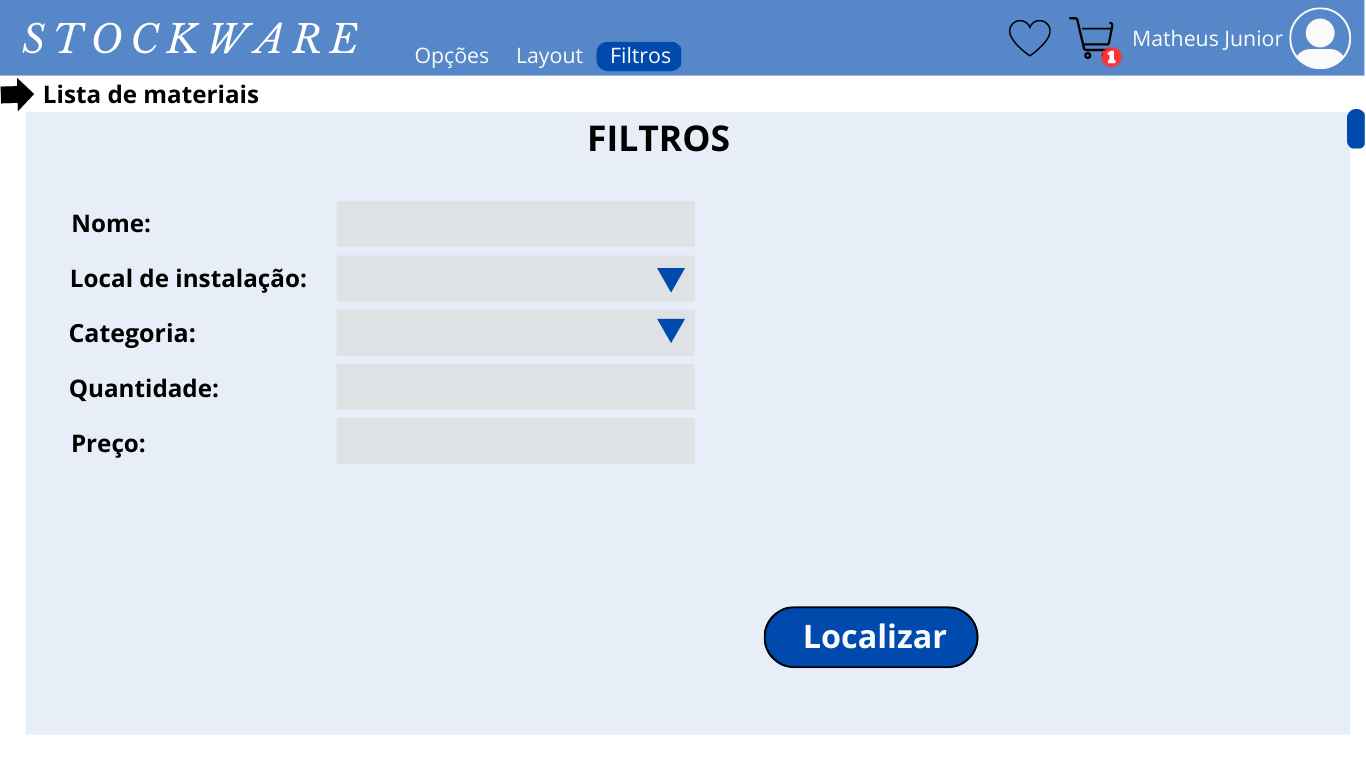 STOCKWARE
Opções Layout Filtros
1
Matheus Junior
Lista de materiais
FILTROS
Nome:
Local de instalação:
Categoria:
Quantidade:
Preço:
Localizar